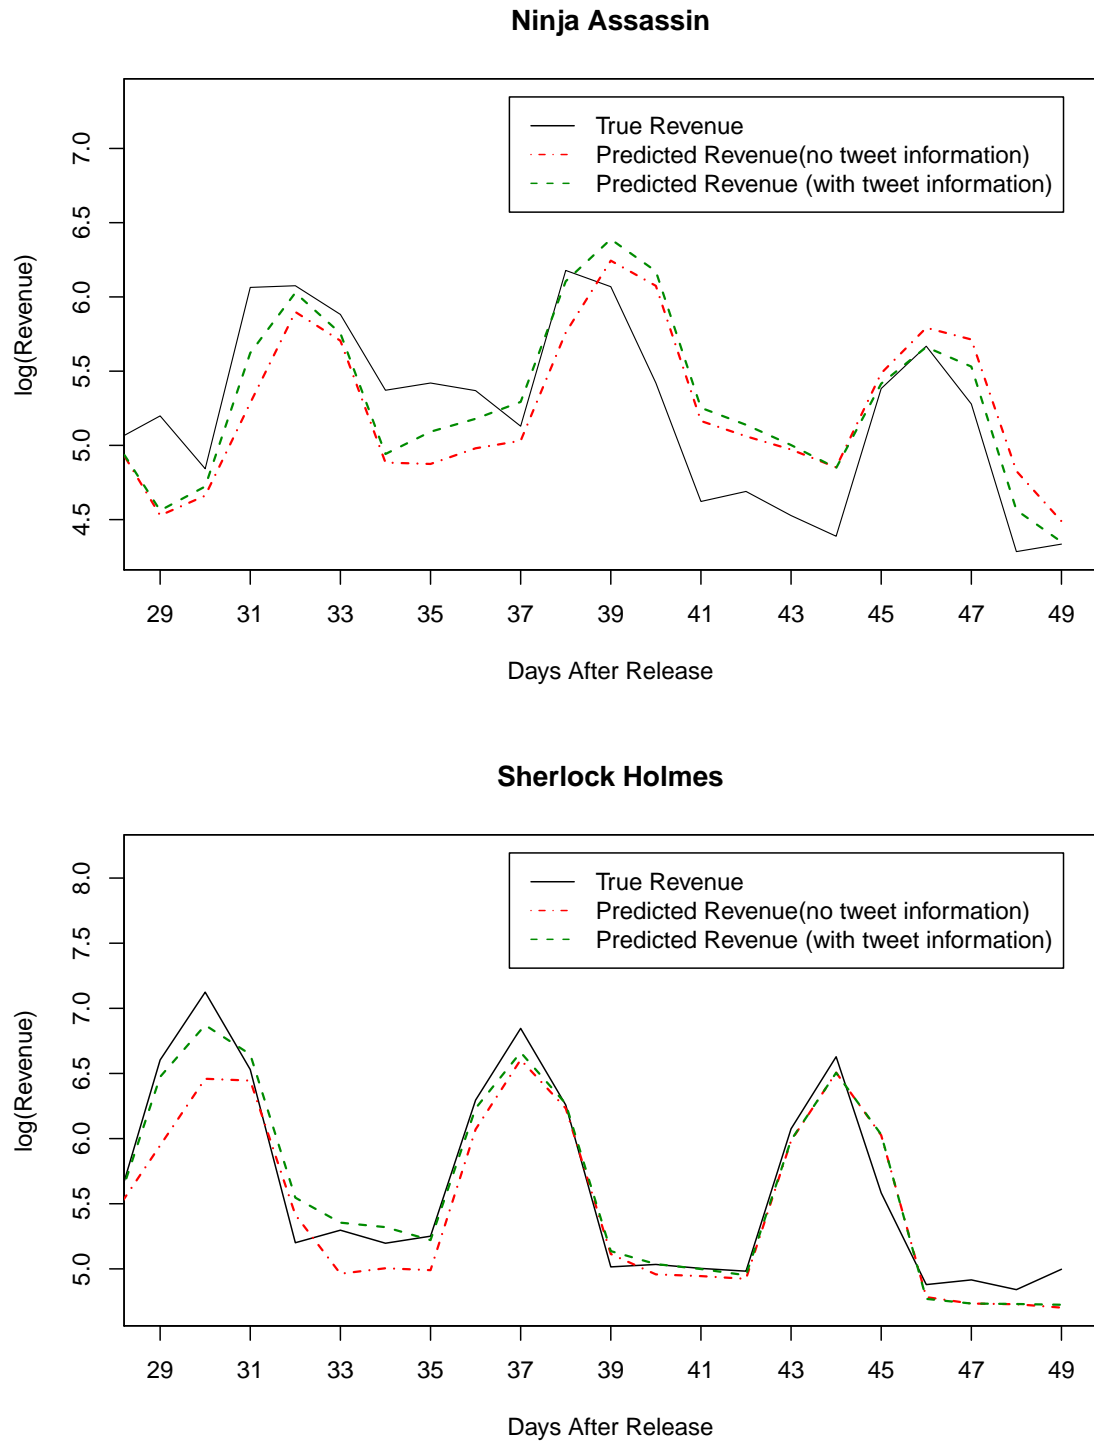 Ninja Assassin
True Revenue
Predicted Revenue(no tweet information)
Predicted Revenue (with tweet information)
log(Revenue)
7.0
6.5
6.0
5.5
5.0
4.5
29 31 33 35 37 39 41 43 45 47 49
Days After Release
Sherlock Holmes
True Revenue
Predicted Revenue(no tweet information)
Predicted Revenue (with tweet information)
log(Revenue)
8.0
7.5
7.0
6.5
6.0
5.5
5.0
29 31 33 35 37 39 41 43 45 47 49
Days After Release